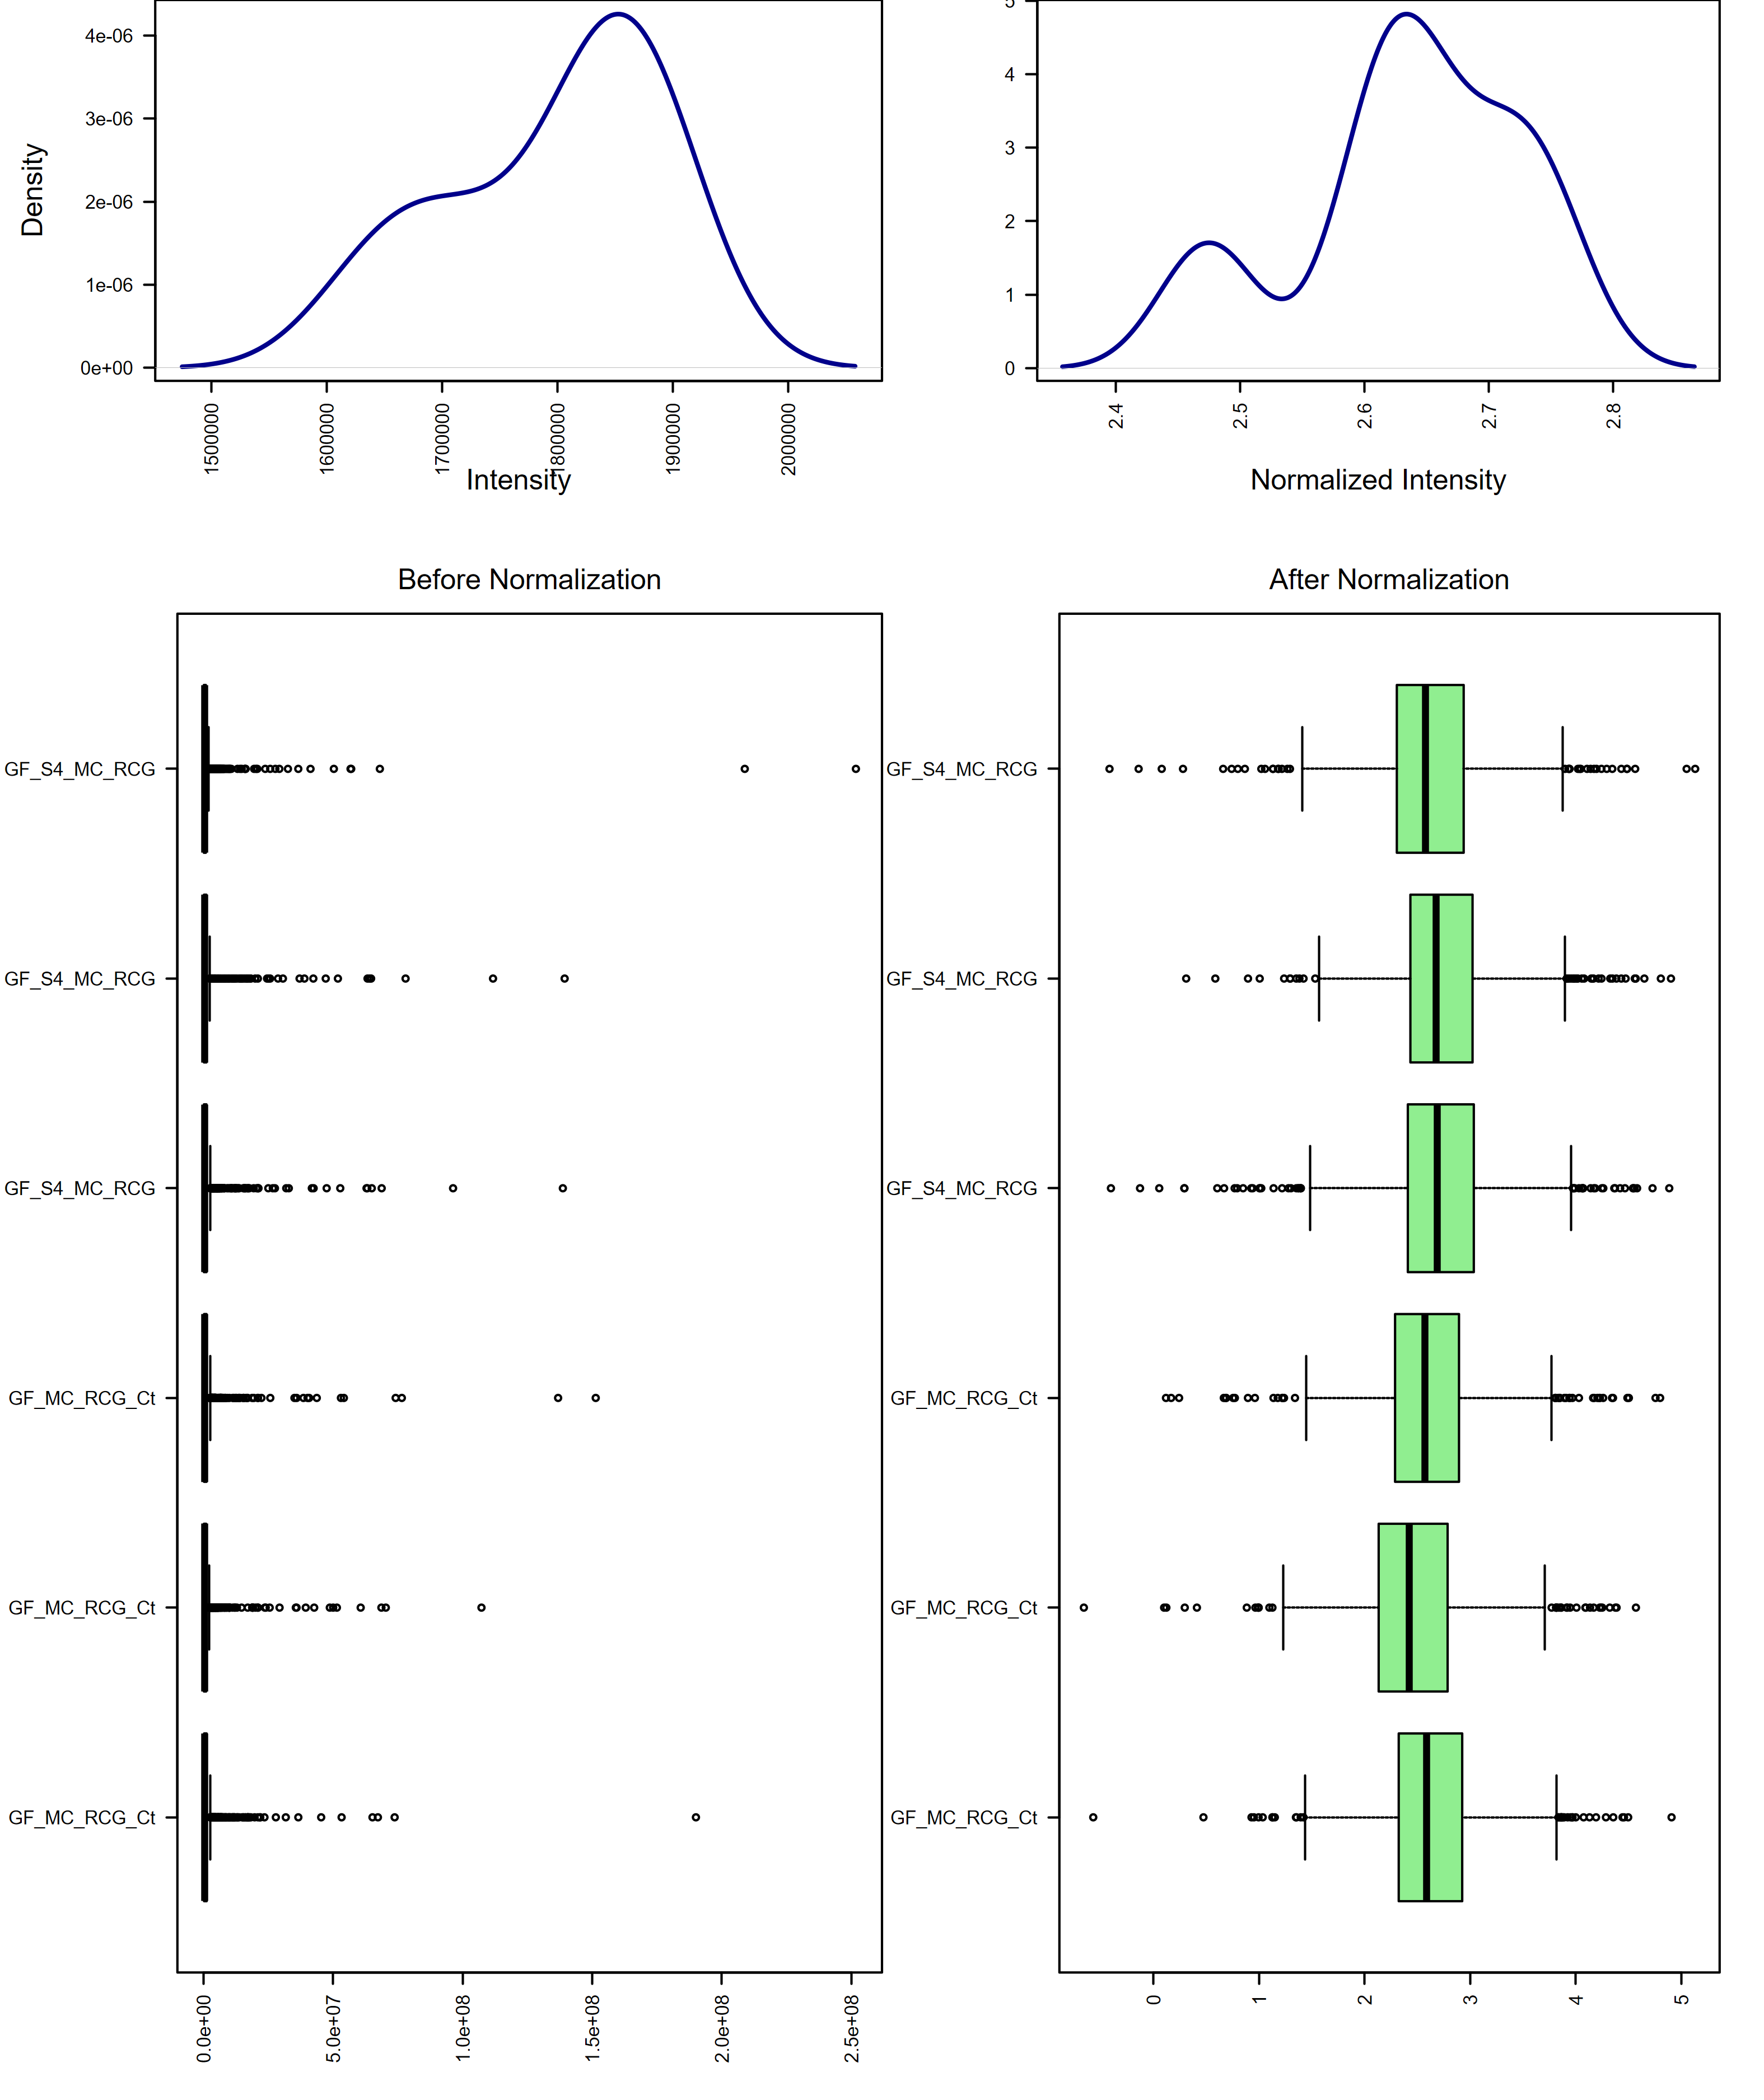 Density
4e-06
3e-06
2e-06
1e-06
0e+00
1500000
1600000
1700000
1800000
1900000
2000000
Intensity
5
4
3
2
1
0
2.4
2.5
2.6
2.7
2.8
Normalized Intensity
Before Normalization
GF_S4_MC_RCG
GF_S4_MC_RCG
GF_S4_MC_RCG
GF_MC_RCG_Ct
GF_MC_RCG_Ct
GF_MC_RCG_Ct
0.0e+00
5.0e+07
1.0e+08
1.5e+08
2.0e+08
2.5e+08
After Normalization
GF_S4_MC_RCG
GF_S4_MC_RCG
GF_S4_MC_RCG
GF_MC_RCG_Ct
GF_MC_RCG_Ct
GF_MC_RCG_Ct
0
1
2
3
4
5